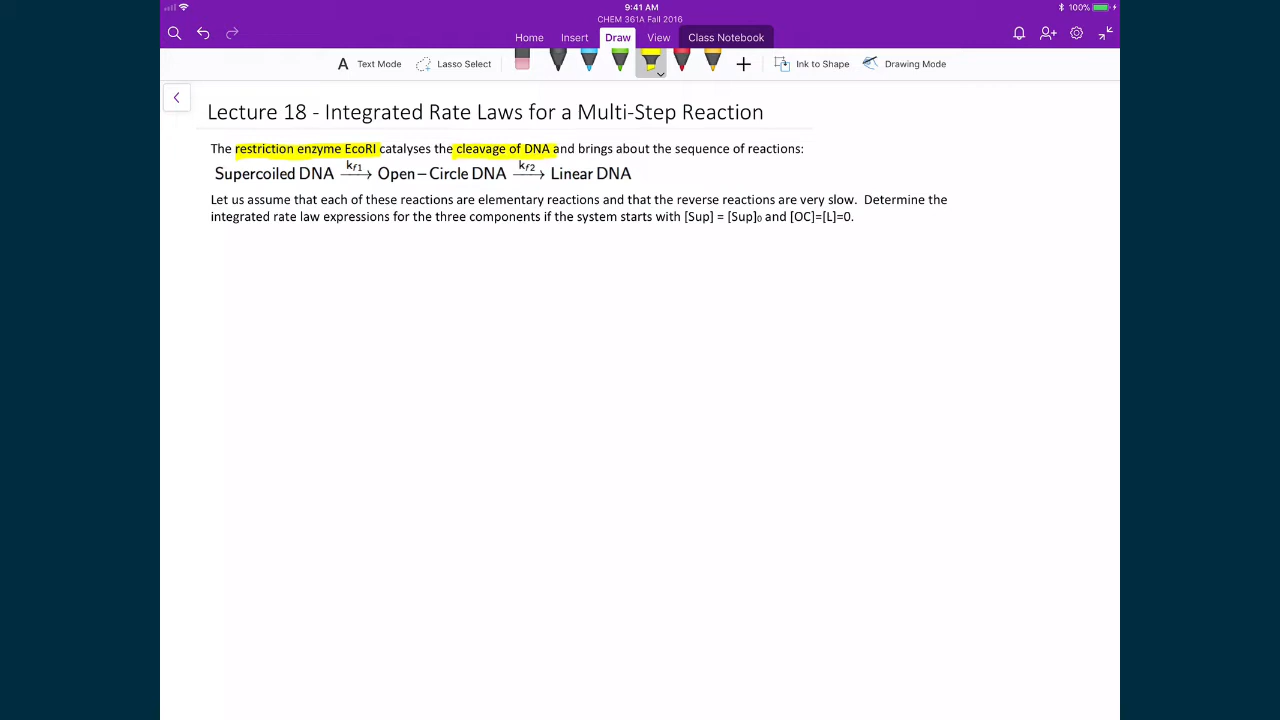 9:41 AM
100%
CHEM 361A Fall 2016
Home Insert Draw View Class Notebook
A Text Mode Lasso Select Ink to Shape Drawing Mode
Lecture 18 - Integrated Rate Laws for a Multi-Step Reaction
The restriction enzyme EcoRI catalyses the cleavage of DNA and brings about the sequence of reactions:
Supercoiled DNA —kf1→ Open−Circle DNA —kf2→ Linear DNA
Let us assume that each of these reactions are elementary reactions and that the reverse reactions are very slow. Determine the
integrated rate law expressions for the three components if the system starts with [Sup] = [Sup]₀ and [OC]=[L]=0.